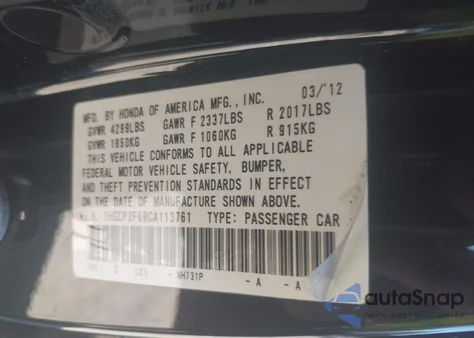 MFD. BY HONDA OF AMERICA MFG., INC. 03/'12
GVWR 4299LBS GAWR F 2337LBS R 2017LBS
GVWR 1950KG GAWR F 1060KG R 915KG
THIS VEHICLE CONFORMS TO ALL APPLICABLE
FEDERAL MOTOR VEHICLE SAFETY, BUMPER,
AND THEFT PREVENTION STANDARDS IN EFFECT
ON THE DATE OF MANUFACTURE SHOWN ABOVE.
1HGCP2F66CA113761 TYPE: PASSENGER CAR
NH731P -A -A
autoSnap